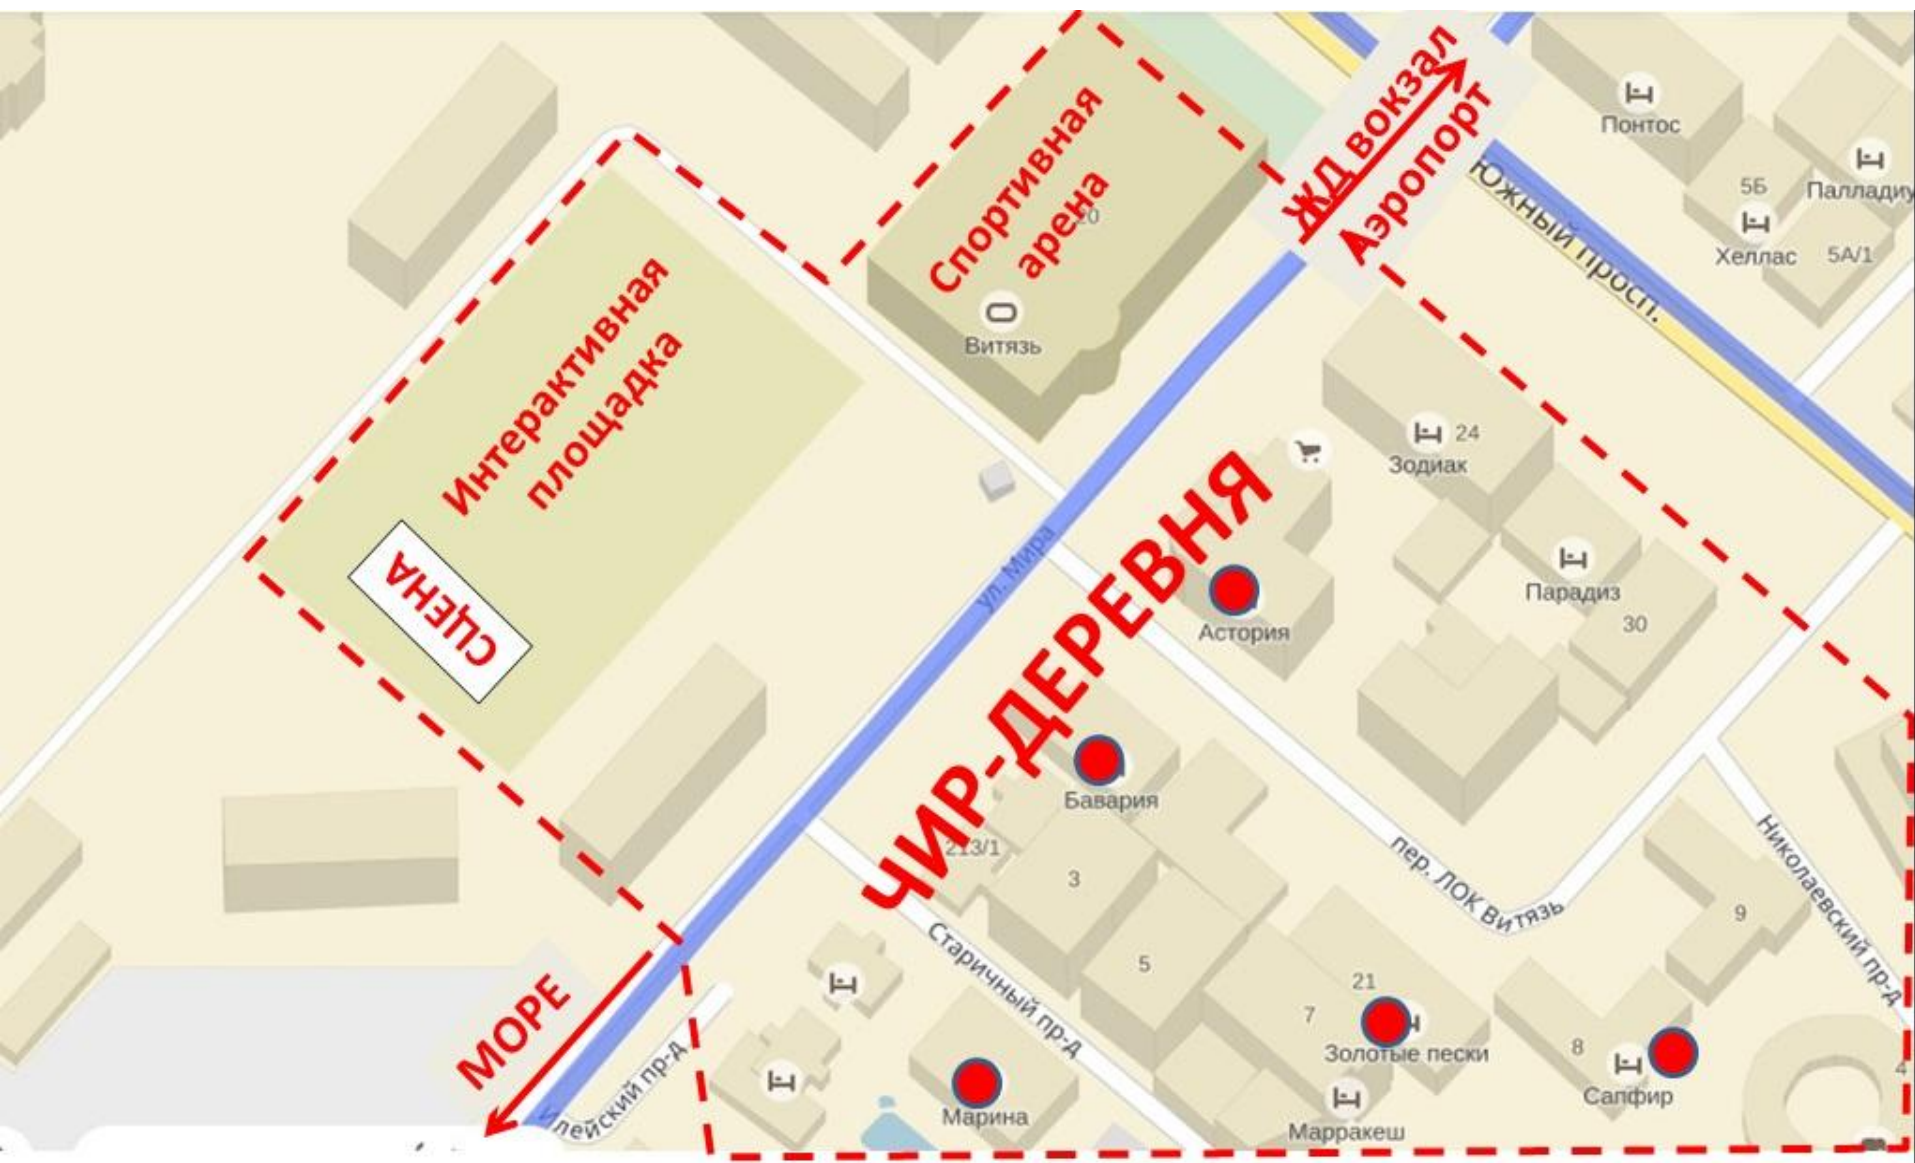 ЖД вокзал
Аэропорт
Понтос
5Б
Палладиу
Хеллас
5А/1
Южный просп.
Спортивная
арена
20
Витязь
Интерактивная
площадка
СЦЕНА
24
Зодиак
Парадиз
30
ул. Мира
ЧИР-ДЕРЕВНЯ
Астория
Бавария
213/1
3
5
пер. ЛОК Витязь
Николаевский пр-д
9
Старичный пр-д
21
7
Золотые пески
8
Сапфир
4
МОРЕ
Марина
Марракеш